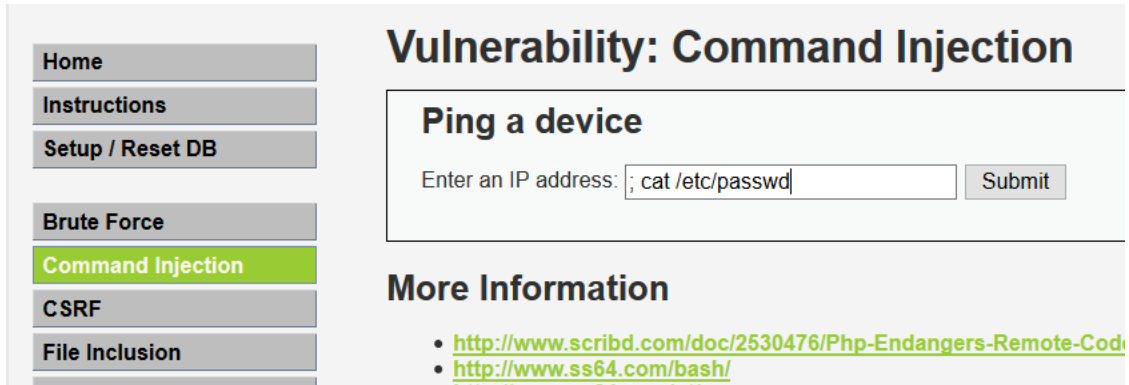 Home
Instructions
Setup / Reset DB
Brute Force
Command Injection
CSRF
File Inclusion
Vulnerability: Command Injection
Ping a device
Enter an IP address: ; cat /etc/passwd Submit
More Information
http://www.scribd.com/doc/2530476/Php-Endangers-Remote-Code
http://www.ss64.com/bash/